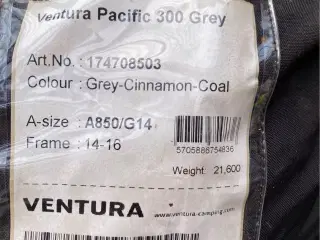 Ventura Pacific 300 Grey
Art.No. : 174708503
Colour : Grey-Cinnamon-Coal
A-size : A850/G14
Frame : 14-16
5705886754836
Weight: 21,600
VENTURA
www.ventura-camping.com